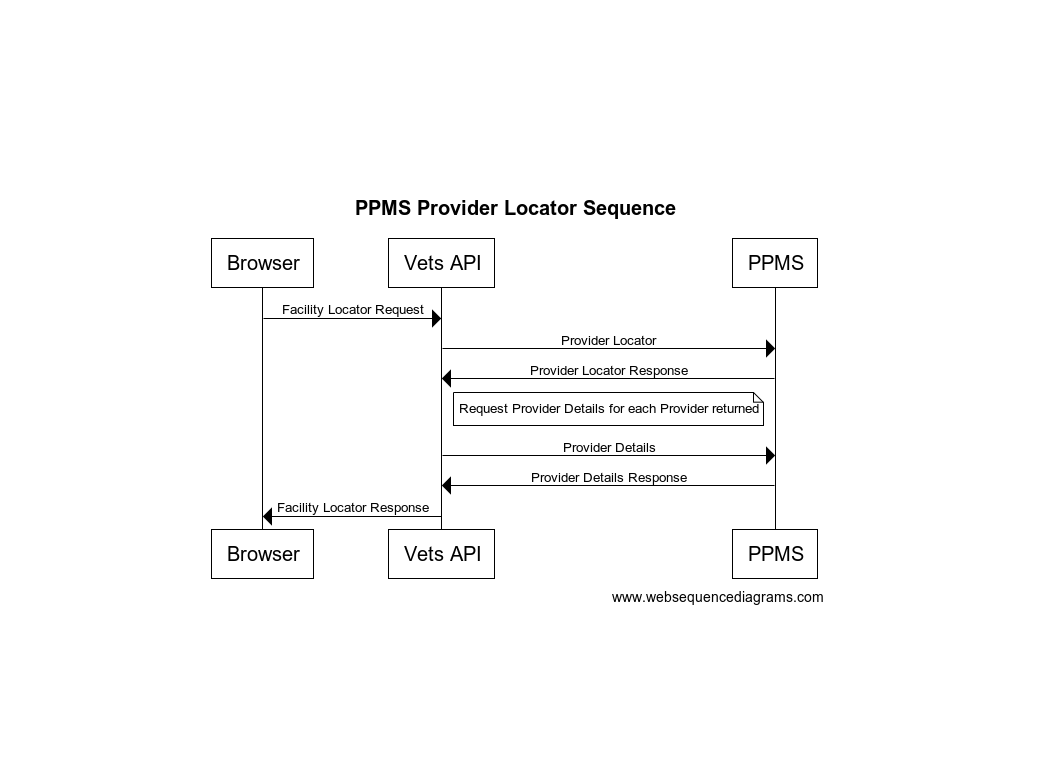 PPMS Provider Locator Sequence
Browser
Vets API
PPMS
Facility Locator Request
Provider Locator
Provider Locator Response
Request Provider Details for each Provider returned
Provider Details
Provider Details Response
Facility Locator Response
Browser
Vets API
PPMS
www.websequencediagrams.com